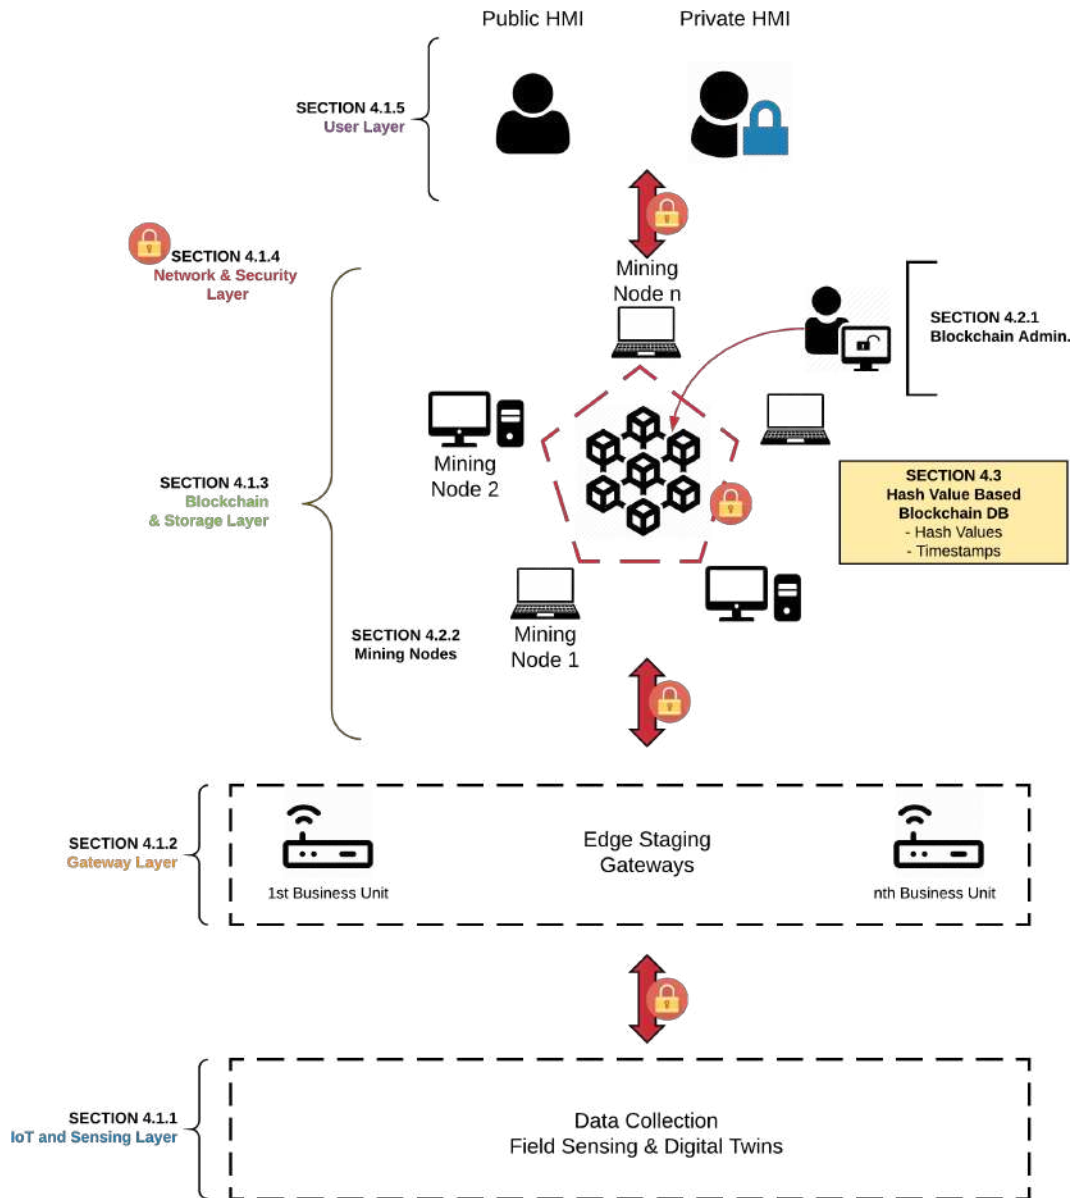 Public HMI
Private HMI
SECTION 4.1.5
User Layer
SECTION 4.1.4
Network & Security
Layer
Mining
Node n
SECTION 4.2.1
Blockchain Admin.
Mining
Node 2
SECTION 4.1.3
Blockchain
& Storage Layer
SECTION 4.3
Hash Value Based
Blockchain DB
- Hash Values
- Timestamps
SECTION 4.2.2
Mining Nodes
Mining
Node 1
SECTION 4.1.2
Gateway Layer
Edge Staging
Gateways
1st Business Unit
nth Business Unit
SECTION 4.1.1
IoT and Sensing Layer
Data Collection
Field Sensing & Digital Twins